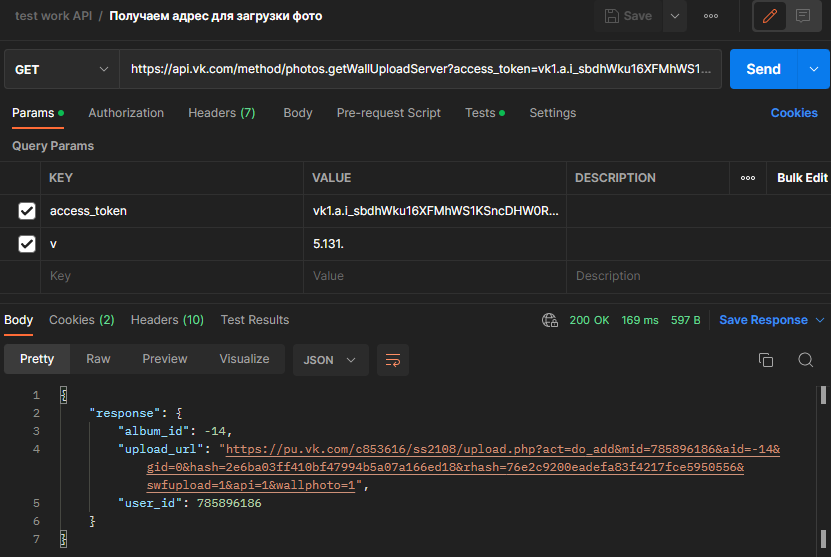 test work API / Получаем адрес для загрузки фото Save
GET https://api.vk.com/method/photos.getWallUploadServer?access_token=vk1.a.i_sbdhWku16XFMhWS1... Send
Params Authorization Headers (7) Body Pre-request Script Tests Settings Cookies
Query Params
KEY VALUE DESCRIPTION Bulk Edit
access_token vk1.a.i_sbdhWku16XFMhWS1KSncDHW0R...
v 5.131.
Key Value Description
Body Cookies (2) Headers (10) Test Results 200 OK 169 ms 597 B Save Response
Pretty Raw Preview Visualize JSON
1 {
2 "response": {
3 "album_id": -14,
4 "upload_url": "https://pu.vk.com/c853616/ss2108/upload.php?act=do_add&mid=785896186&aid=-14&
gid=0&hash=2e6ba03ff410bf47994b5a07a166ed18&rhash=76e2c9200eadefa83f4217fce5950556&
swfupload=1&api=1&wallphoto=1",
5 "user_id": 785896186
6 }
7 }